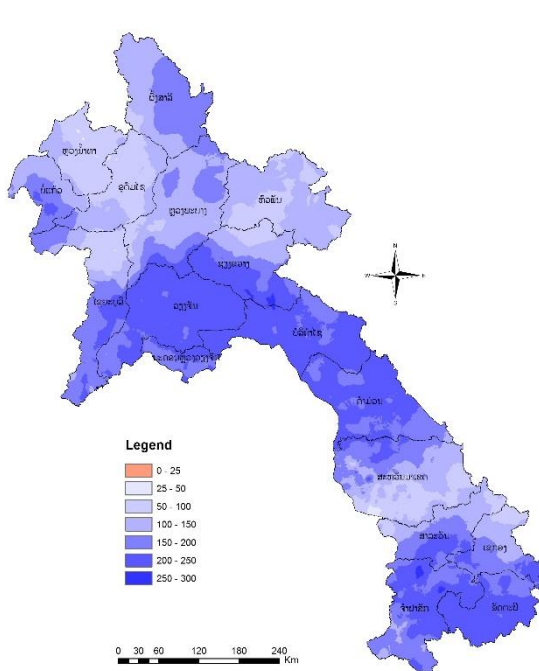 ຜົ້ງສາລີ
ຫຼວງນ້ຳທາ
ບໍ່ແກ້ວ
ອຸດົມໄຊ
ຫຼວງພະບາງ
ຫົວພັນ
ຊຽງຂວາງ
ໄຊຍະບູລີ
ວຽງຈັນ
ບໍລິຄຳໄຊ
ນະຄອນຫຼວງວຽງຈັນ
ຄຳມ່ວນ
ສະຫວັນນະເຂດ
ສາລະວັນ
ເຊກອງ
ຈຳປາສັກ
ອັດຕະປື
N
W E
S
Legend
0 - 25
25 - 50
50 - 100
100 - 150
150 - 200
200 - 250
250 - 300
0 30 60 120 180 240
Km